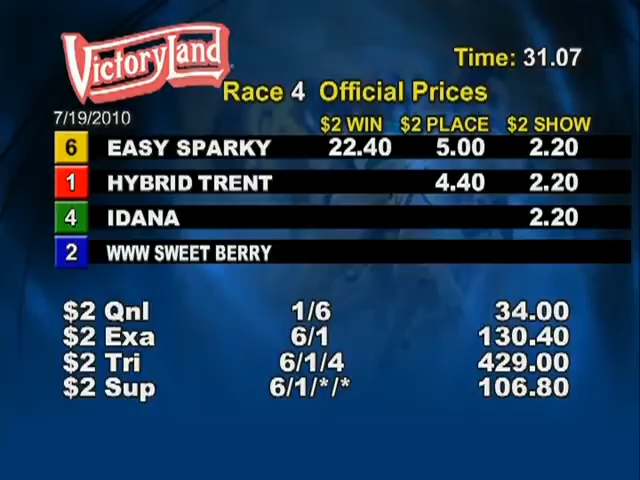 VictoryLand
Time: 31.07
Race 4 Official Prices
7/19/2010
$2 WIN $2 PLACE $2 SHOW
6 EASY SPARKY 22.40 5.00 2.20
1 HYBRID TRENT 4.40 2.20
4 IDANA 2.20
2 WWW SWEET BERRY
$2 Qnl 1/6 34.00
$2 Exa 6/1 130.40
$2 Tri 6/1/4 429.00
$2 Sup 6/1/*/* 106.80